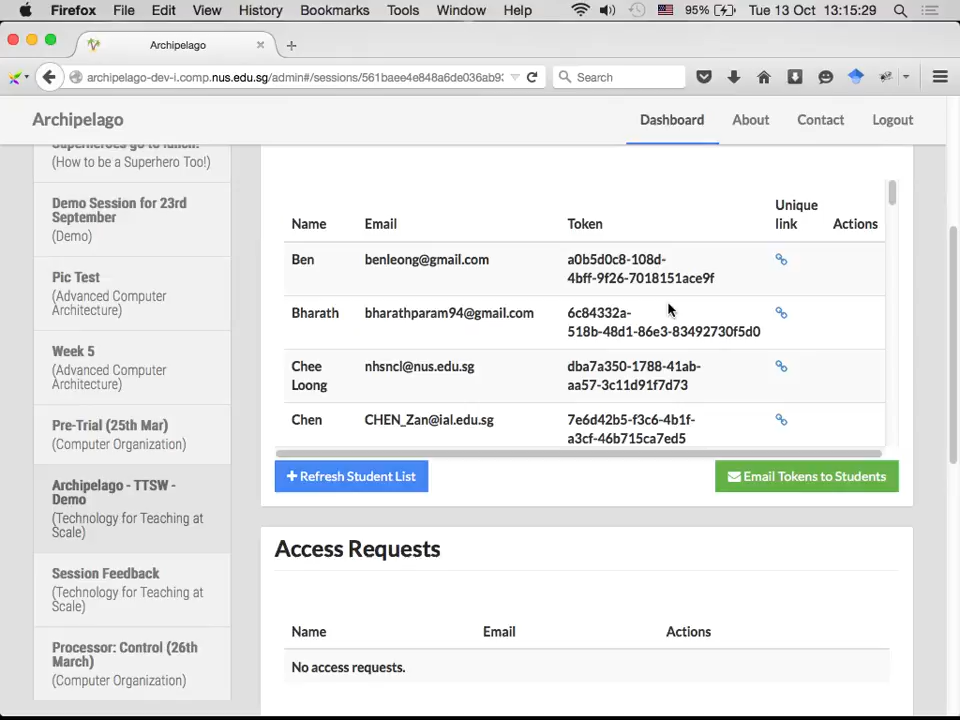 Firefox File Edit View History Bookmarks Tools Window Help 95% Tue 13 Oct 13:15:29
Archipelago
archipelago-dev-i.comp.nus.edu.sg/admin#/sessions/561baee4e848a6de036ab93 Search
Archipelago Dashboard About Contact Logout
Superheroes go to lunch!
(How to be a Superhero Too!)
Demo Session for 23rd
September
(Demo)
Pic Test
(Advanced Computer
Architecture)
Week 5
(Advanced Computer
Architecture)
Pre-Trial (25th Mar)
(Computer Organization)
Archipelago - TTSW -
Demo
(Technology for Teaching at
Scale)
Session Feedback
(Technology for Teaching at
Scale)
Processor: Control (26th
March)
(Computer Organization)
Name Email Token Unique
link Actions
Ben benleong@gmail.com a0b5d0c8-108d-
4bff-9f26-7018151ace9f
Bharath bharathparam94@gmail.com 6c84332a-
518b-48d1-86e3-83492730f5d0
Chee
Loong nhsncl@nus.edu.sg dba7a350-1788-41ab-
aa57-3c11d91f7d73
Chen CHEN_Zan@ial.edu.sg 7e6d42b5-f3c6-4b1f-
a3cf-46b715ca7ed5
Refresh Student List Email Tokens to Students
Access Requests
Name Email Actions
No access requests.